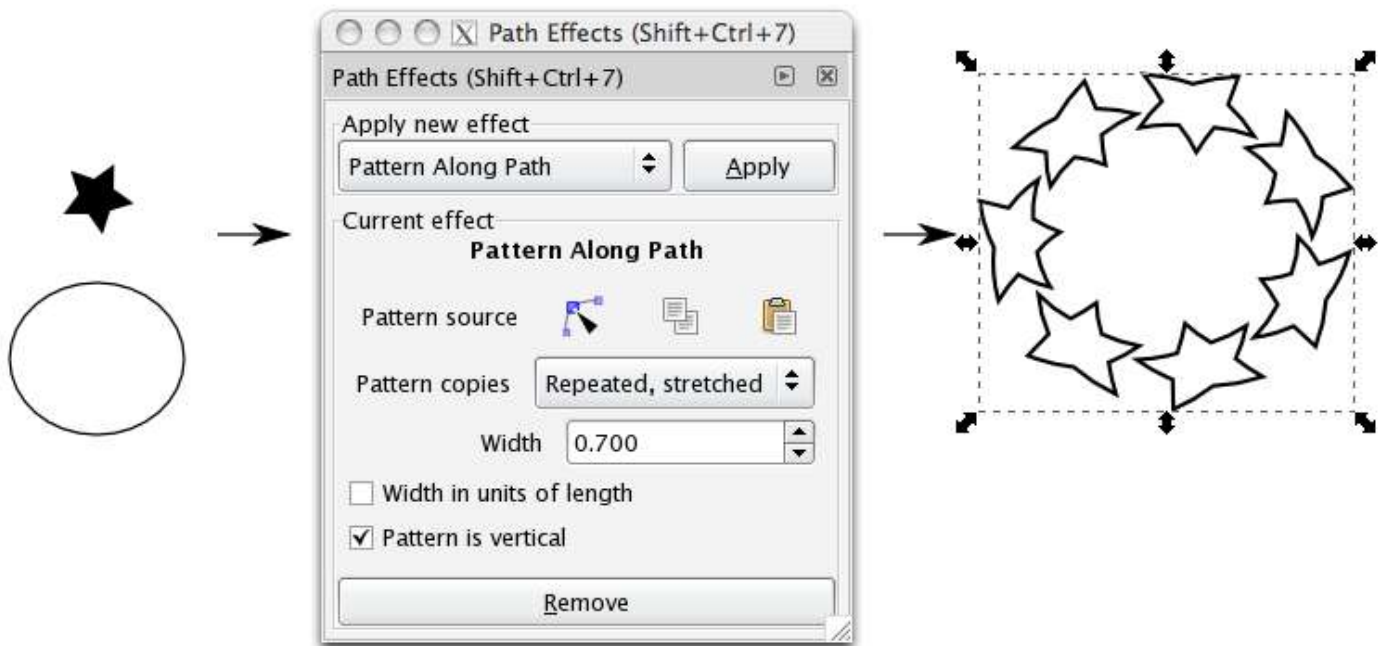 Path Effects (Shift+Ctrl+7)
Path Effects (Shift+Ctrl+7)
Apply new effect
Pattern Along Path
Apply
Current effect
Pattern Along Path
Pattern source
Pattern copies
Repeated, stretched
Width
0.700
Width in units of length
Pattern is vertical
Remove